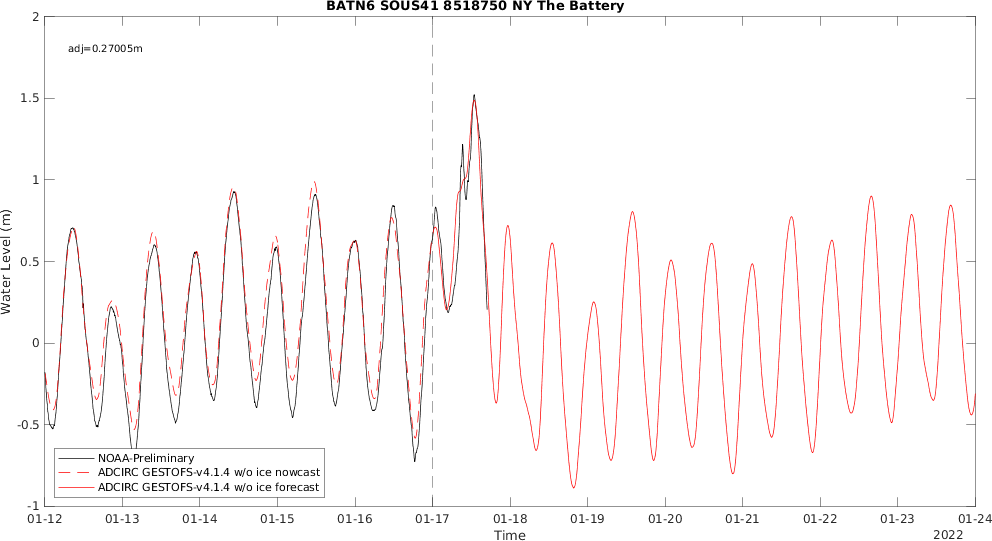 BATN6 SOUS41 8518750 NY The Battery
adj=0.27005m
2
1.5
1
0.5
0
-0.5
-1
Water Level (m)
NOAA-Preliminary
ADCIRC GESTOFS-v4.1.4 w/o ice nowcast
ADCIRC GESTOFS-v4.1.4 w/o ice forecast
01-12 01-13 01-14 01-15 01-16 01-17 01-18 01-19 01-20 01-21 01-22 01-23 01-24
Time
2022